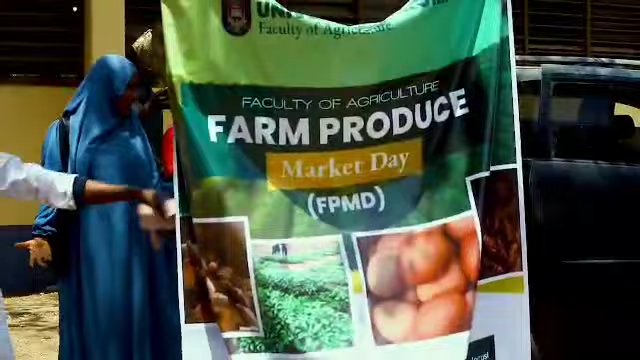 Faculty of Agriculture
FACULTY OF AGRICULTURE
FARM PRODUCE
Market Day
(FPMD)